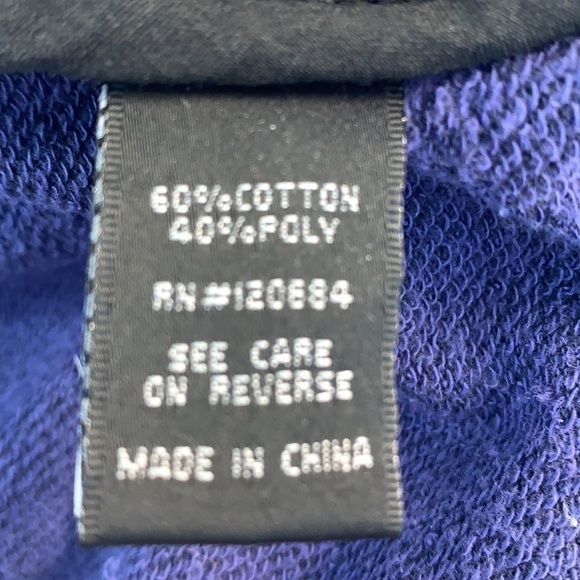 60%COTTON
40%POLY
RN#120684
SEE CARE
ON REVERSE
MADE IN CHINA